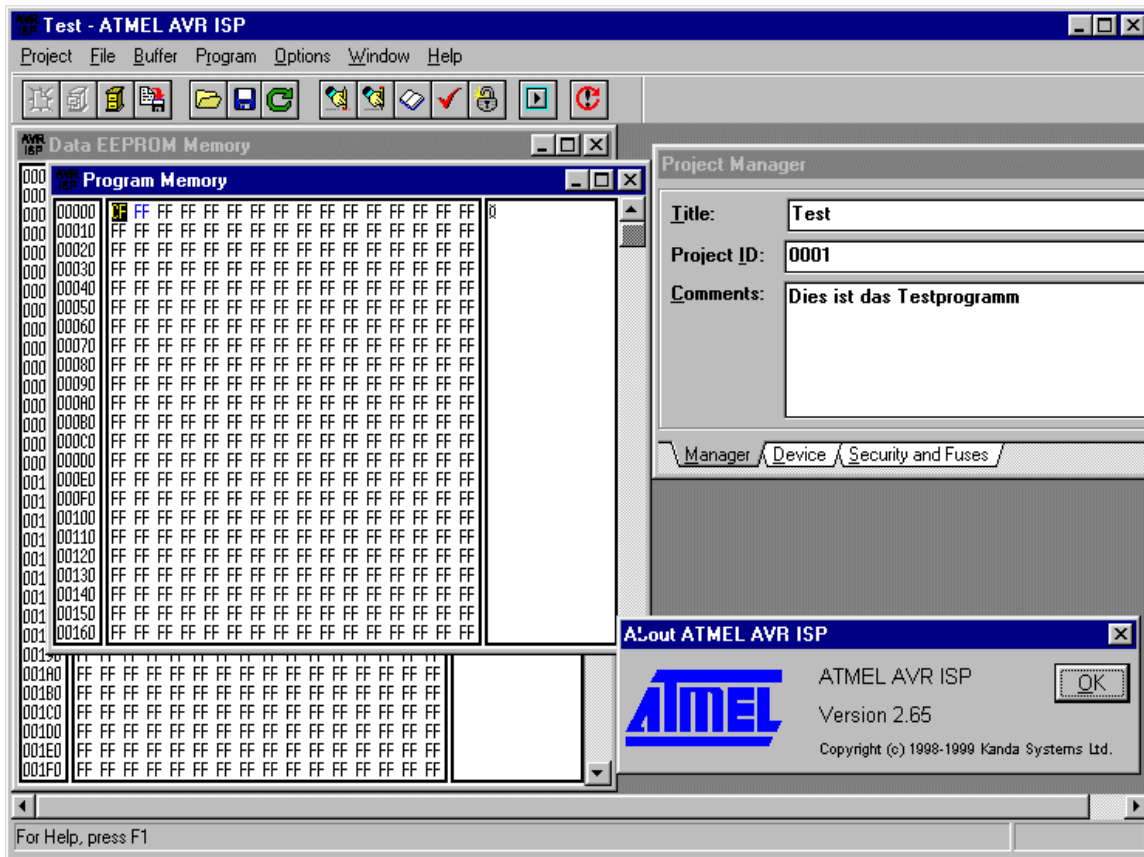 Test - ATMEL AVR ISP
Project File Buffer Program Options Window Help
Data EEPROM Memory
Program Memory
00000 CF FF FF FF FF FF FF FF FF FF FF FF FF FF FF FF
00010 FF FF FF FF FF FF FF FF FF FF FF FF FF FF FF FF
00020 FF FF FF FF FF FF FF FF FF FF FF FF FF FF FF FF
00030 FF FF FF FF FF FF FF FF FF FF FF FF FF FF FF FF
00040 FF FF FF FF FF FF FF FF FF FF FF FF FF FF FF FF
00050 FF FF FF FF FF FF FF FF FF FF FF FF FF FF FF FF
00060 FF FF FF FF FF FF FF FF FF FF FF FF FF FF FF FF
00070 FF FF FF FF FF FF FF FF FF FF FF FF FF FF FF FF
00080 FF FF FF FF FF FF FF FF FF FF FF FF FF FF FF FF
00090 FF FF FF FF FF FF FF FF FF FF FF FF FF FF FF FF
000A0 FF FF FF FF FF FF FF FF FF FF FF FF FF FF FF FF
000B0 FF FF FF FF FF FF FF FF FF FF FF FF FF FF FF FF
000C0 FF FF FF FF FF FF FF FF FF FF FF FF FF FF FF FF
000D0 FF FF FF FF FF FF FF FF FF FF FF FF FF FF FF FF
000E0 FF FF FF FF FF FF FF FF FF FF FF FF FF FF FF FF
000F0 FF FF FF FF FF FF FF FF FF FF FF FF FF FF FF FF
00100 FF FF FF FF FF FF FF FF FF FF FF FF FF FF FF FF
00110 FF FF FF FF FF FF FF FF FF FF FF FF FF FF FF FF
00120 FF FF FF FF FF FF FF FF FF FF FF FF FF FF FF FF
00130 FF FF FF FF FF FF FF FF FF FF FF FF FF FF FF FF
00140 FF FF FF FF FF FF FF FF FF FF FF FF FF FF FF FF
00150 FF FF FF FF FF FF FF FF FF FF FF FF FF FF FF FF
00160 FF FF FF FF FF FF FF FF FF FF FF FF FF FF FF FF
001A0 FF FF FF FF FF FF FF FF FF FF FF FF FF FF FF FF
001B0 FF FF FF FF FF FF FF FF FF FF FF FF FF FF FF FF
001C0 FF FF FF FF FF FF FF FF FF FF FF FF FF FF FF FF
001D0 FF FF FF FF FF FF FF FF FF FF FF FF FF FF FF FF
001E0 FF FF FF FF FF FF FF FF FF FF FF FF FF FF FF FF
001F0 FF FF FF FF FF FF FF FF FF FF FF FF FF FF FF FF
Project Manager
Title: Test
Project ID: 0001
Comments: Dies ist das Testprogramm
Manager Device Security and Fuses
About ATMEL AVR ISP
ATMEL
ATMEL AVR ISP
OK
Version 2.65
Copyright (c) 1998-1999 Kanda Systems Ltd.
For Help, press F1